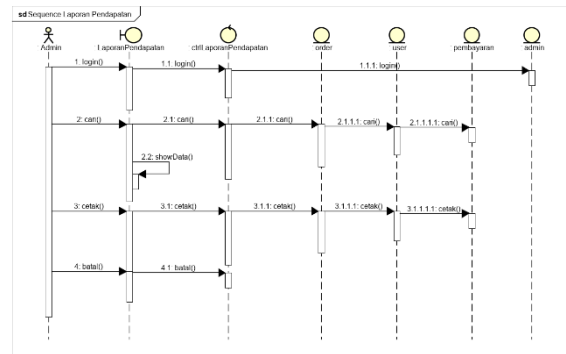 sd Sequence Laporan Pendapatan
Admin
LaporanPendapatan
ctrlLaporanPendapatan
order
user
pembayaran
admin
1: login()
1.1: login()
1.1.1: login()
2: cari()
2.1: cari()
2.1.1: cari()
2.1.1.1: cari()
2.1.1.1.1: cari()
2.2: showData()
3: cetak()
3.1: cetak()
3.1.1: cetak()
3.1.1.1: cetak()
3.1.1.1.1: cetak()
4: batal()
4.1: batal()